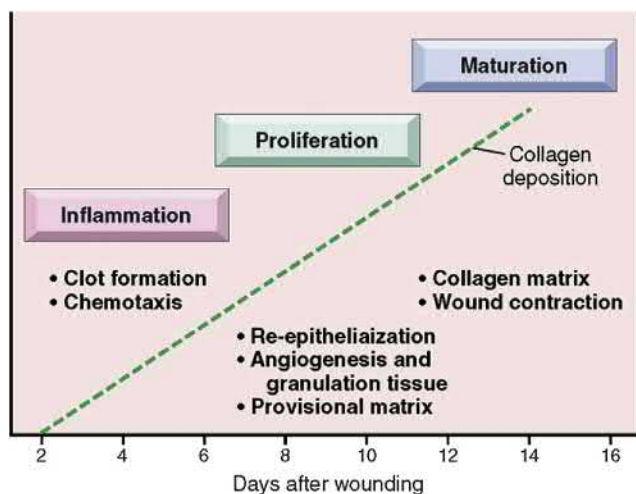 Maturation
Proliferation
Collagen
deposition
Inflammation
• Clot formation
• Chemotaxis
• Collagen matrix
• Wound contraction
• Re-epitheliaization
• Angiogenesis and
granulation tissue
• Provisional matrix
2 4 6 8 10 12 14 16
Days after wounding